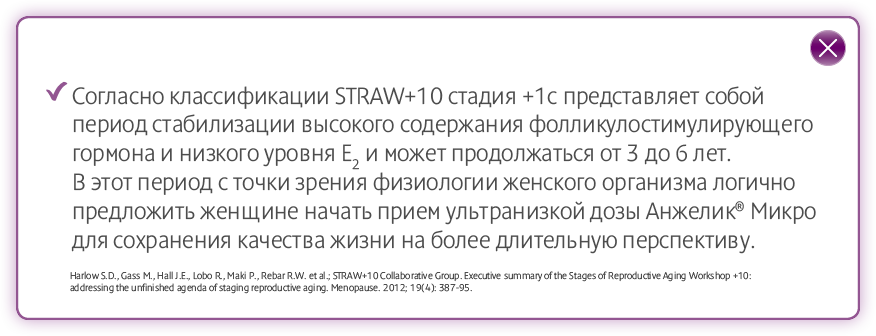 Согласно классификации STRAW+10 стадия +1c представляет собой
период стабилизации высокого содержания фолликулостимулирующего
гормона и низкого уровня E₂ и может продолжаться от 3 до 6 лет.
В этот период с точки зрения физиологии женского организма логично
предложить женщине начать прием ультранизкой дозы Анжелик® Микро
для сохранения качества жизни на более длительную перспективу.
Harlow S.D., Gass M., Hall J.E., Lobo R., Maki P., Rebar R.W. et al.; STRAW+10 Collaborative Group. Executive summary of the Stages of Reproductive Aging Workshop +10:
addressing the unfinished agenda of staging reproductive aging. Menopause. 2012; 19(4): 387-95.